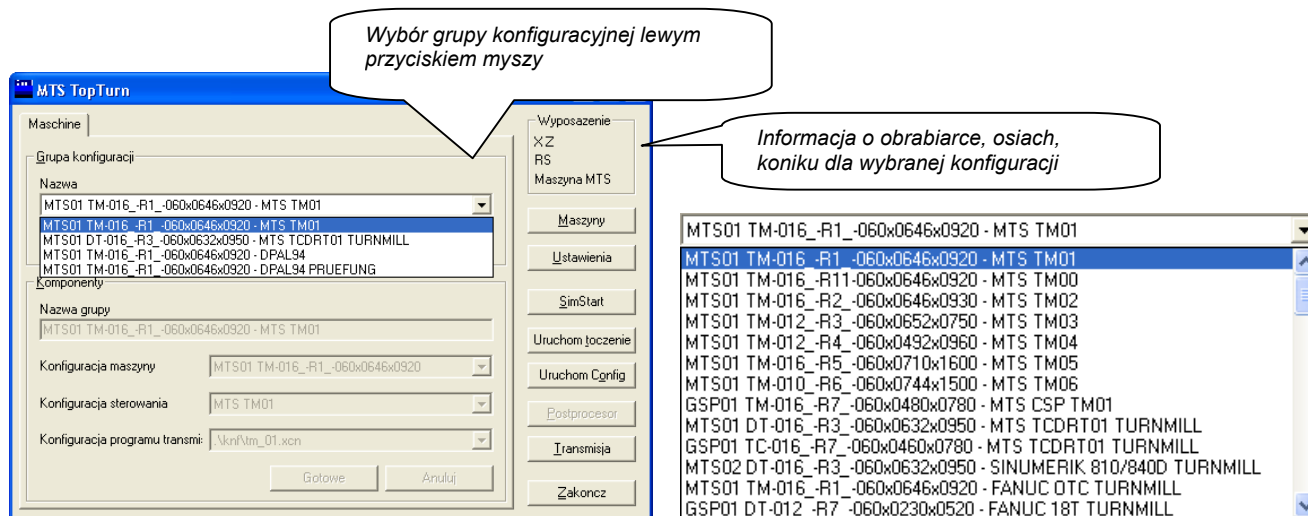 Wybór grupy konfiguracyjnej lewym
przyciskiem myszy
MTS TopTurn
Maschine
Grupa konfiguracji
Nazwa
MTS01 TM-016_-R1_-060x0646x0920 - MTS TM01
MTS01 TM-016_-R1_-060x0646x0920 - MTS TM01
MTS01 DT-016_-R3_-060x0632x0950 - MTS TCDRT01 TURNMILL
MTS01 TM-016_-R1_-060x0646x0920 - DPAL94
MTS01 TM-016_-R1_-060x0646x0920 - DPAL94 PRUEFUNG
Komponenty
Nazwa grupy
MTS01 TM-016_-R1_-060x0646x0920 - MTS TM01
Konfiguracja maszyny
MTS01 TM-016_-R1_-060x0646x0920
Konfiguracja sterowania
MTS TM01
Konfiguracja programu transmi:
.\knf\tm_01.xcn
Gotowe
Anuluj
Wyposazenie
XZ
RS
Maszyna MTS
Maszyny
Ustawienia
SimStart
Uruchom toczenie
Uruchom Config
Postprocesor
Transmisja
Zakoncz
Informacja o obrabiarce, osiach,
koniku dla wybranej konfiguracji
MTS01 TM-016_-R1_-060x0646x0920 - MTS TM01
MTS01 TM-016_-R1_-060x0646x0920 - MTS TM01
MTS01 TM-016_-R11-060x0646x0920 - MTS TM00
MTS01 TM-016_-R2_-060x0646x0930 - MTS TM02
MTS01 TM-012_-R3_-060x0652x0750 - MTS TM03
MTS01 TM-012_-R4_-060x0492x0960 - MTS TM04
MTS01 TM-016_-R5_-060x0710x1600 - MTS TM05
MTS01 TM-010_-R6_-060x0744x1500 - MTS TM06
GSP01 TM-016_-R7_-060x0480x0780 - MTS CSP TM01
MTS01 DT-016_-R3_-060x0632x0950 - MTS TCDRT01 TURNMILL
GSP01 TC-016_-R7_-060x0460x0780 - MTS TCDRT01 TURNMILL
MTS02 DT-016_-R3_-060x0632x0950 - SINUMERIK 810/840D TURNMILL
MTS01 TM-016_-R1_-060x0646x0920 - FANUC 0TC TURNMILL
GSP01 DT-012_-R7_-060x0230x0520 - FANUC 18T TURNMILL